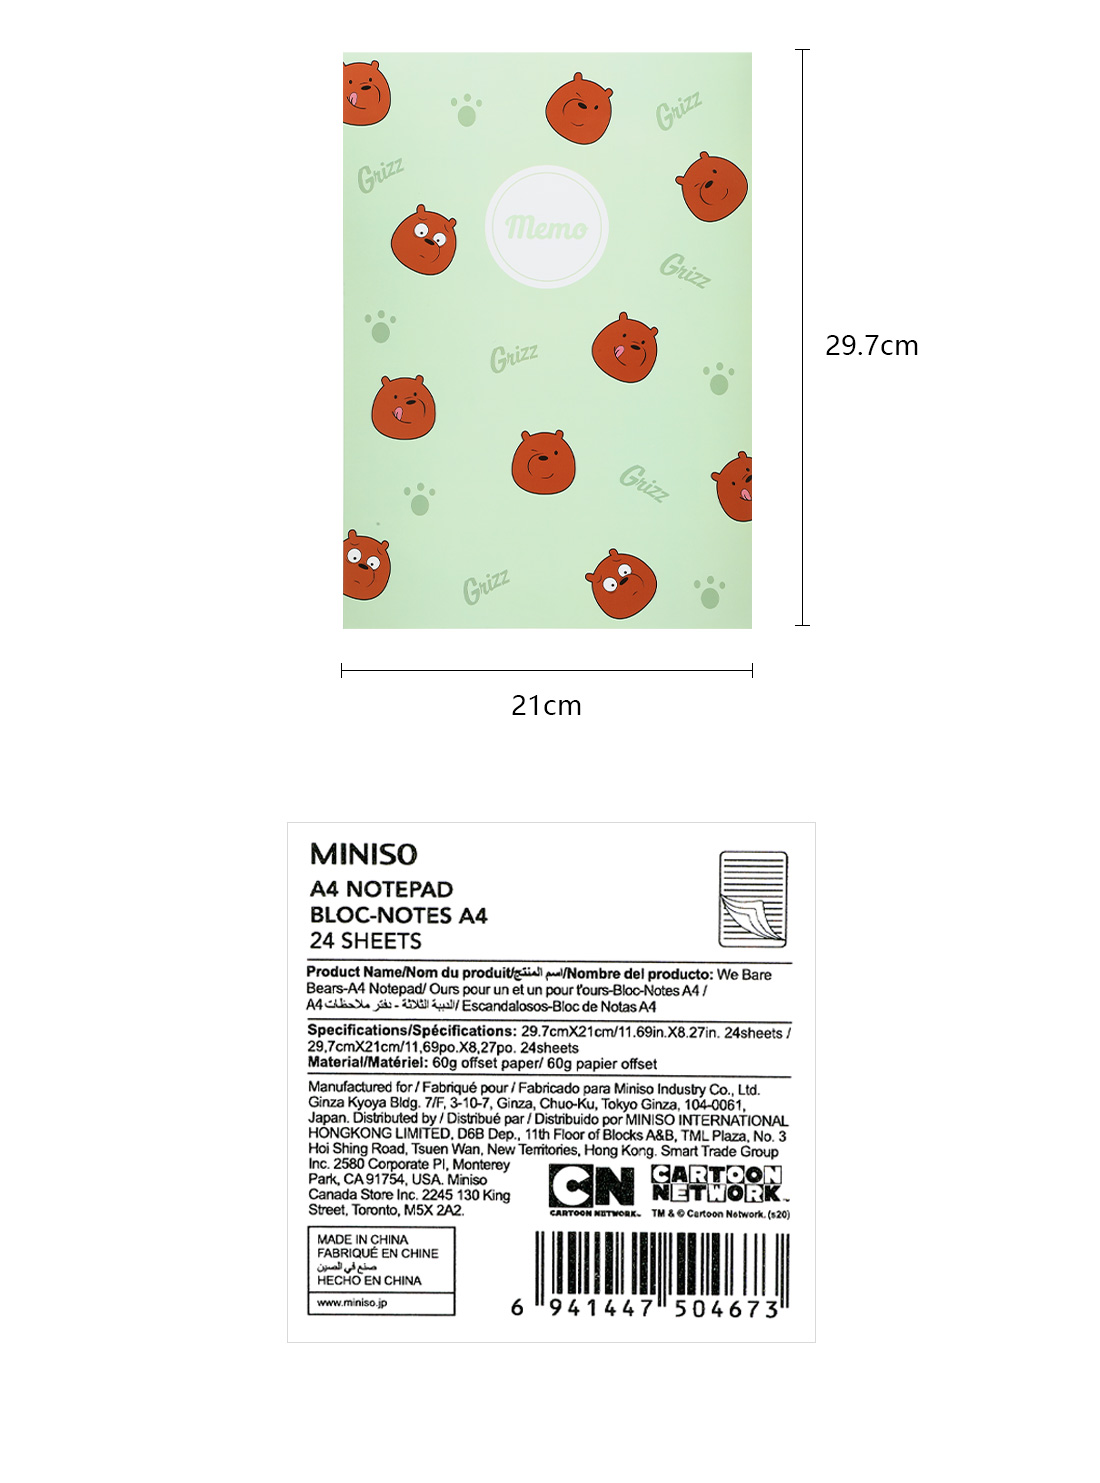 Grizz
Grizz
Memo
Grizz
Grizz
Grizz
Grizz
29.7cm
21cm
MINISO
A4 NOTEPAD
BLOC-NOTES A4
24 SHEETS
Product Name/Nom du produit/اسم المنتج/Nombre del producto: We Bare
Bears-A4 Notepad/ Ours pour un et un pour t'ours-Bloc-Notes A4 /
A4 الدببة الثلاثة - دفتر ملاحظات/ Escandalosos-Bloc de Notas A4
Specifications/Spécifications: 29.7cmX21cm/11.69in.X8.27in. 24sheets /
29,7cmX21cm/11,69po.X8,27po. 24sheets
Material/Matériel: 60g offset paper/ 60g papier offset
Manufactured for / Fabriqué pour / Fabricado para Miniso Industry Co., Ltd.
Ginza Kyoya Bldg. 7/F, 3-10-7, Ginza, Chuo-Ku, Tokyo Ginza, 104-0061,
Japan. Distributed by / Distribué par / Distribuido por MINISO INTERNATIONAL
HONGKONG LIMITED, D6B Dep., 11th Floor of Blocks A&B, TML Plaza, No. 3
Hoi Shing Road, Tsuen Wan, New Territories, Hong Kong. Smart Trade Group
Inc. 2580 Corporate Pl, Monterey
Park, CA 91754, USA. Miniso
Canada Store Inc. 2245 130 King
Street, Toronto, M5X 2A2.
CN
CARTOON NETWORK™
CARTOON
NETWORK™
TM & © Cartoon Network. (s20)
MADE IN CHINA
FABRIQUÉ EN CHINE
صنع في الصين
HECHO EN CHINA
www.miniso.jp
6 941447 504673